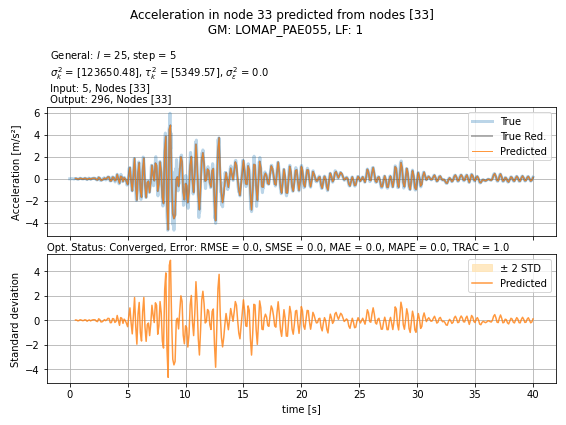 Acceleration in node 33 predicted from nodes [33]
GM: LOMAP_PAE055, LF: 1
General: l = 25, step = 5
σ²ₖ = [123650.48], τ²ₖ = [5349.57], σ²ε = 0.0
Input: 5, Nodes [33]
Output: 296, Nodes [33]
Acceleration [m/s²]
6
4
2
0
−2
−4
True
True Red.
Predicted
Opt. Status: Converged, Error: RMSE = 0.0, SMSE = 0.0, MAE = 0.0, MAPE = 0.0, TRAC = 1.0
Standard deviation
4
2
0
−2
−4
± 2 STD
Predicted
0 5 10 15 20 25 30 35 40
time [s]